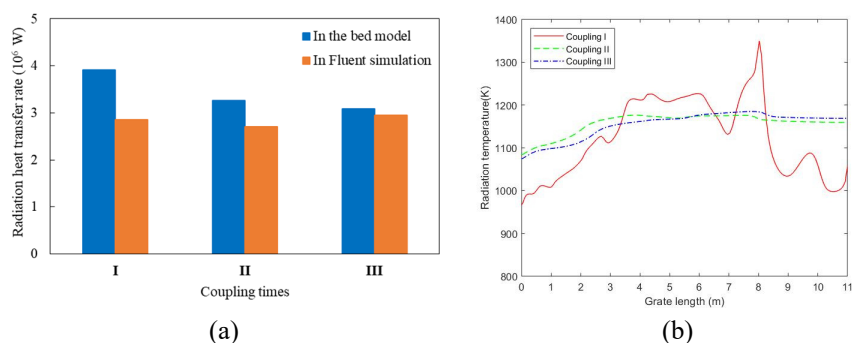 5
4
3
2
1
0
Radiation heat transfer rate (10⁶ W)
In the bed model
In Fluent simulation
I
II
III
Coupling times
(a)
1400
1300
1200
1100
1000
900
800
Radiation temperature(K)
Coupling I
Coupling II
Coupling III
0 1 2 3 4 5 6 7 8 9 10 11
Grate length (m)
(b)